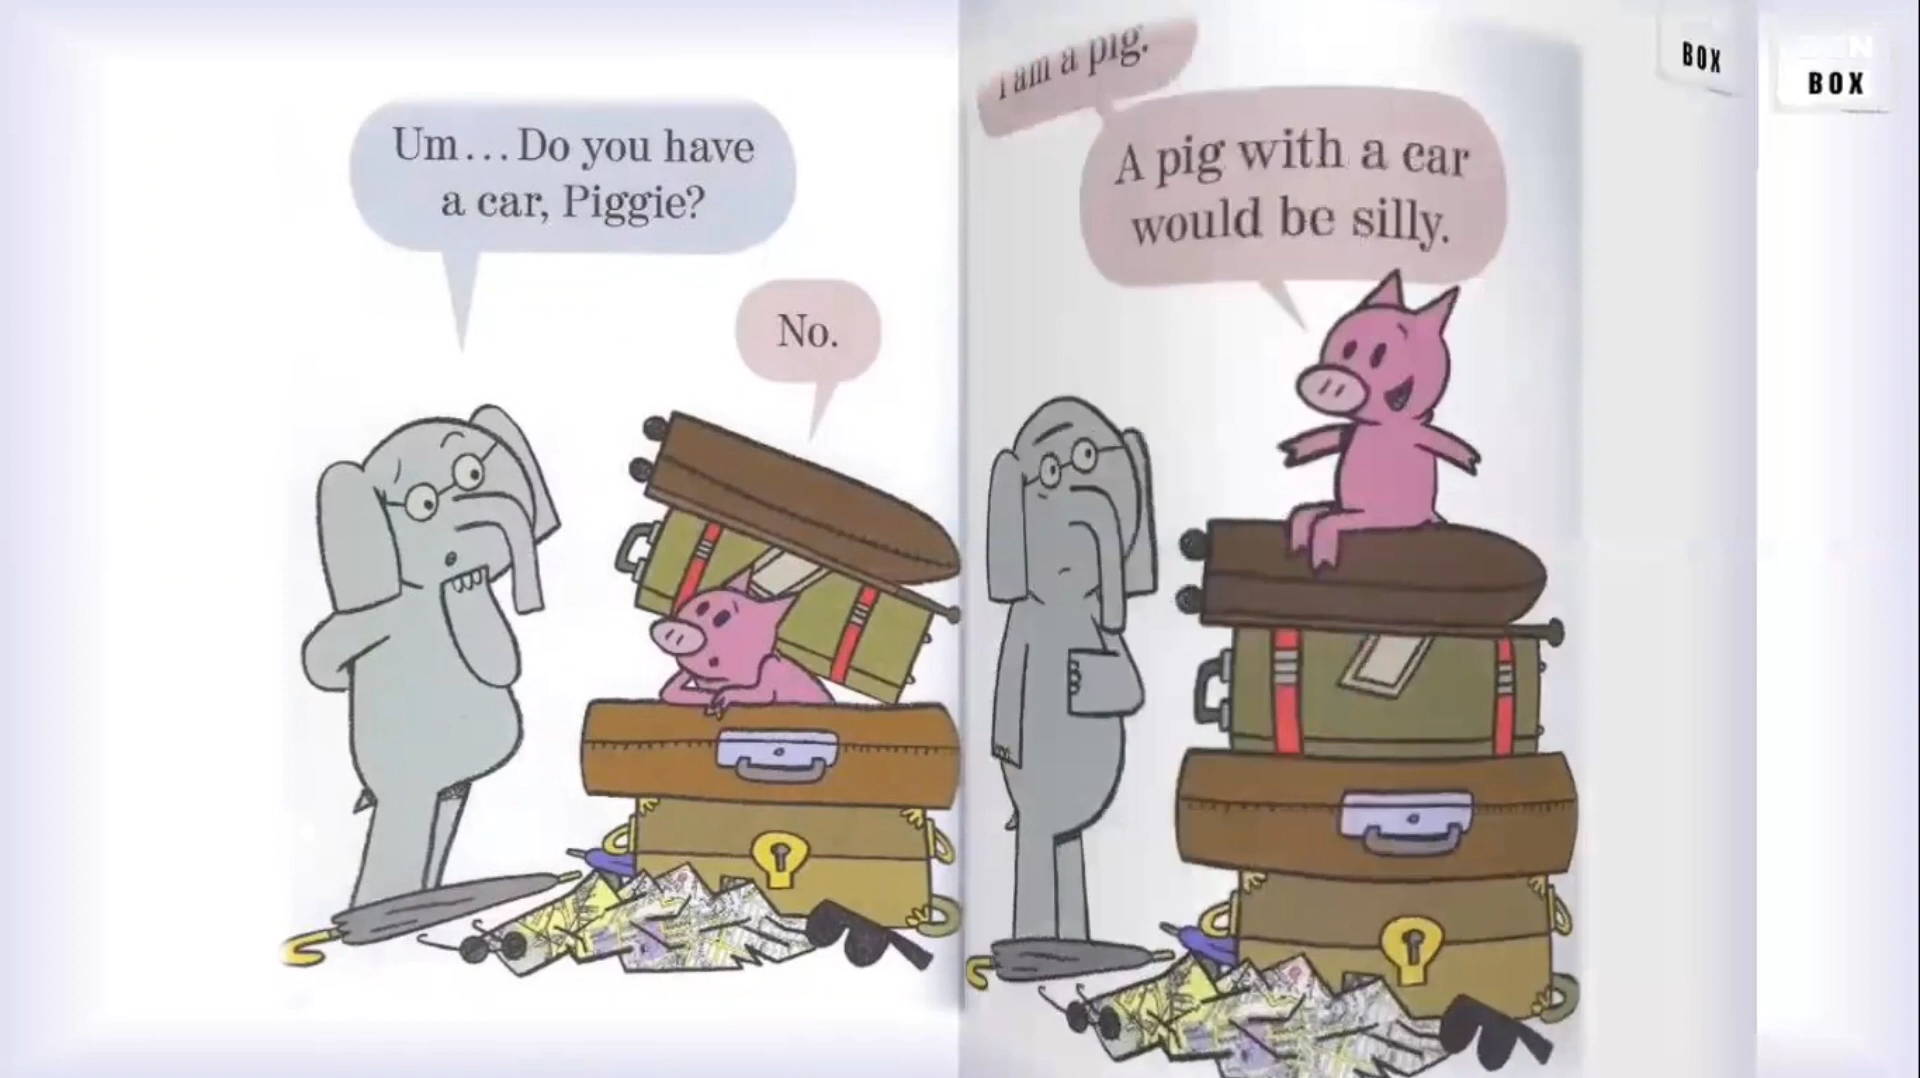 Um... Do you have
a car, Piggie?
No.
I am a pig.
A pig with a car
would be silly.
BOX
BOX